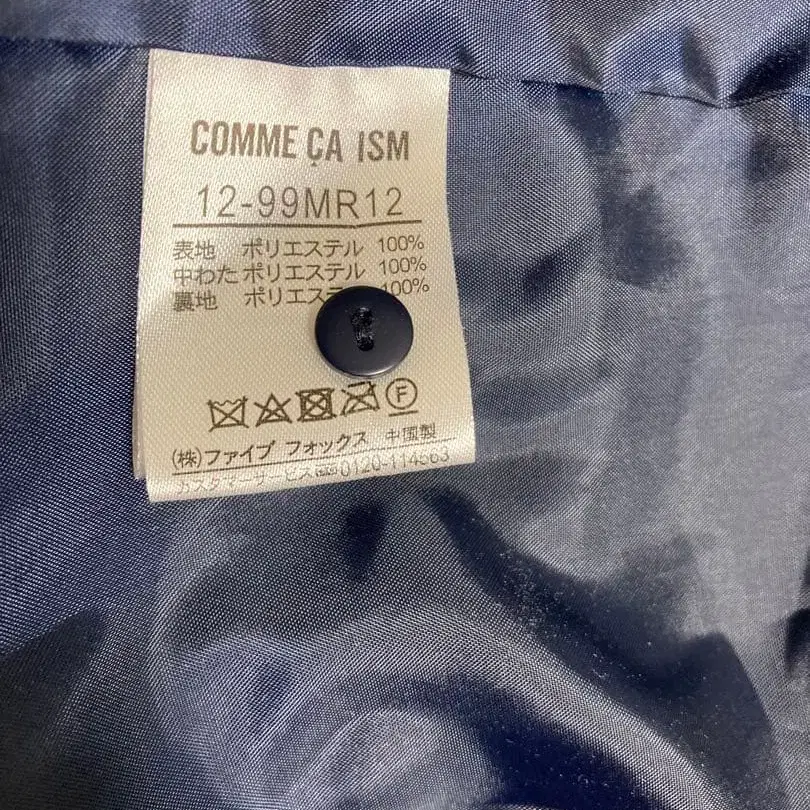 COMME ÇA ISM
12-99MR12
表地 ポリエステル 100%
中わた ポリエステル 100%
裏地 ポリエステ 100%
F
(株)ファイブ フォックス 中国製
カスタマーサービス 0120-114563